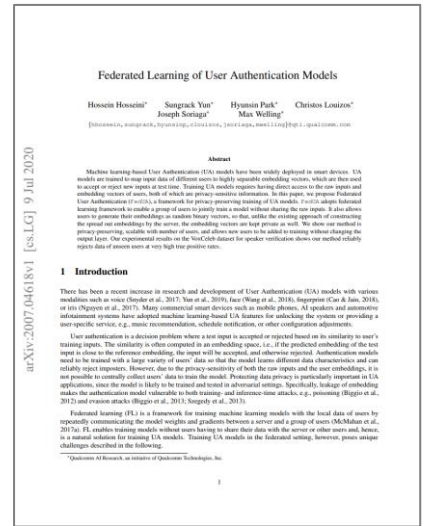 Federated Learning of User Authentication Models
Hossein Hosseini* Sungrack Yun* Hyunsin Park* Christos Louizos*
Joseph Soriaga* Max Welling*
{hhossein,sungrack,hyunsinp,clouizos,jsoriaga,mwelling}@qti.qualcomm.com
arXiv:2007.04618v1 [cs.LG] 9 Jul 2020
Abstract
Machine learning-based User Authentication (UA) models have been widely deployed in smart devices. UA
models are trained to map input data of different users to highly separable embedding vectors, which are then used
to accept or reject new inputs at test time. Training UA models requires having direct access to the raw inputs and
embedding vectors of users, both of which are privacy-sensitive information. In this paper, we propose Federated
User Authentication (FedUA), a framework for privacy-preserving training of UA models. FedUA adopts federated
learning framework to enable a group of users to jointly train a model without sharing the raw inputs. It also allows
users to generate their embeddings as random binary vectors, so that, unlike the existing approach of constructing
the spread out embeddings by the server, the embedding vectors are kept private as well. We show our method is
privacy-preserving, scalable with number of users, and allows new users to be added to training without changing the
output layer. Our experimental results on the VoxCeleb dataset for speaker verification shows our method reliably
rejects data of unseen users at very high true positive rates.
1 Introduction
There has been a recent increase in research and development of User Authentication (UA) models with various
modalities such as voice (Snyder et al., 2017; Yun et al., 2019), face (Wang et al., 2018), fingerprint (Cao & Jain, 2018),
or iris (Nguyen et al., 2017). Many commercial smart devices such as mobile phones, AI speakers and automotive
infotainment systems have adopted machine learning-based UA features for unlocking the system or providing a
user-specific service, e.g., music recommendation, schedule notification, or other configuration adjustments.
User authentication is a decision problem where a test input is accepted or rejected based on its similarity to user's
training inputs. The similarity is often computed in an embedding space, i.e., if the predicted embedding of the test
input is close to the reference embedding, the input will be accepted, and otherwise rejected. Authentication models
need to be trained with a large variety of users' data so that the model learns different data characteristics and can
reliably reject imposters. However, due to the privacy-sensitivity of both the raw inputs and the user embeddings, it is
not possible to centrally collect users' data to train the model. Protecting data privacy is particularly important in UA
applications, since the model is likely to be trained and tested in adversarial settings. Specifically, leakage of embedding
makes the authentication model vulnerable to both training- and inference-time attacks, e.g., poisoning (Biggio et al.,
2012) and evasion attacks (Biggio et al., 2013; Szegedy et al., 2013).
Federated learning (FL) is a framework for training machine learning models with the local data of users by
repeatedly communicating the model weights and gradients between a server and a group of users (McMahan et al.,
2017a). FL enables training models without users having to share their data with the server or other users and, hence,
is a natural solution for training UA models. Training UA models in the federated setting, however, poses unique
challenges described in the following.
*Qualcomm AI Research, an initiative of Qualcomm Technologies, Inc.
1